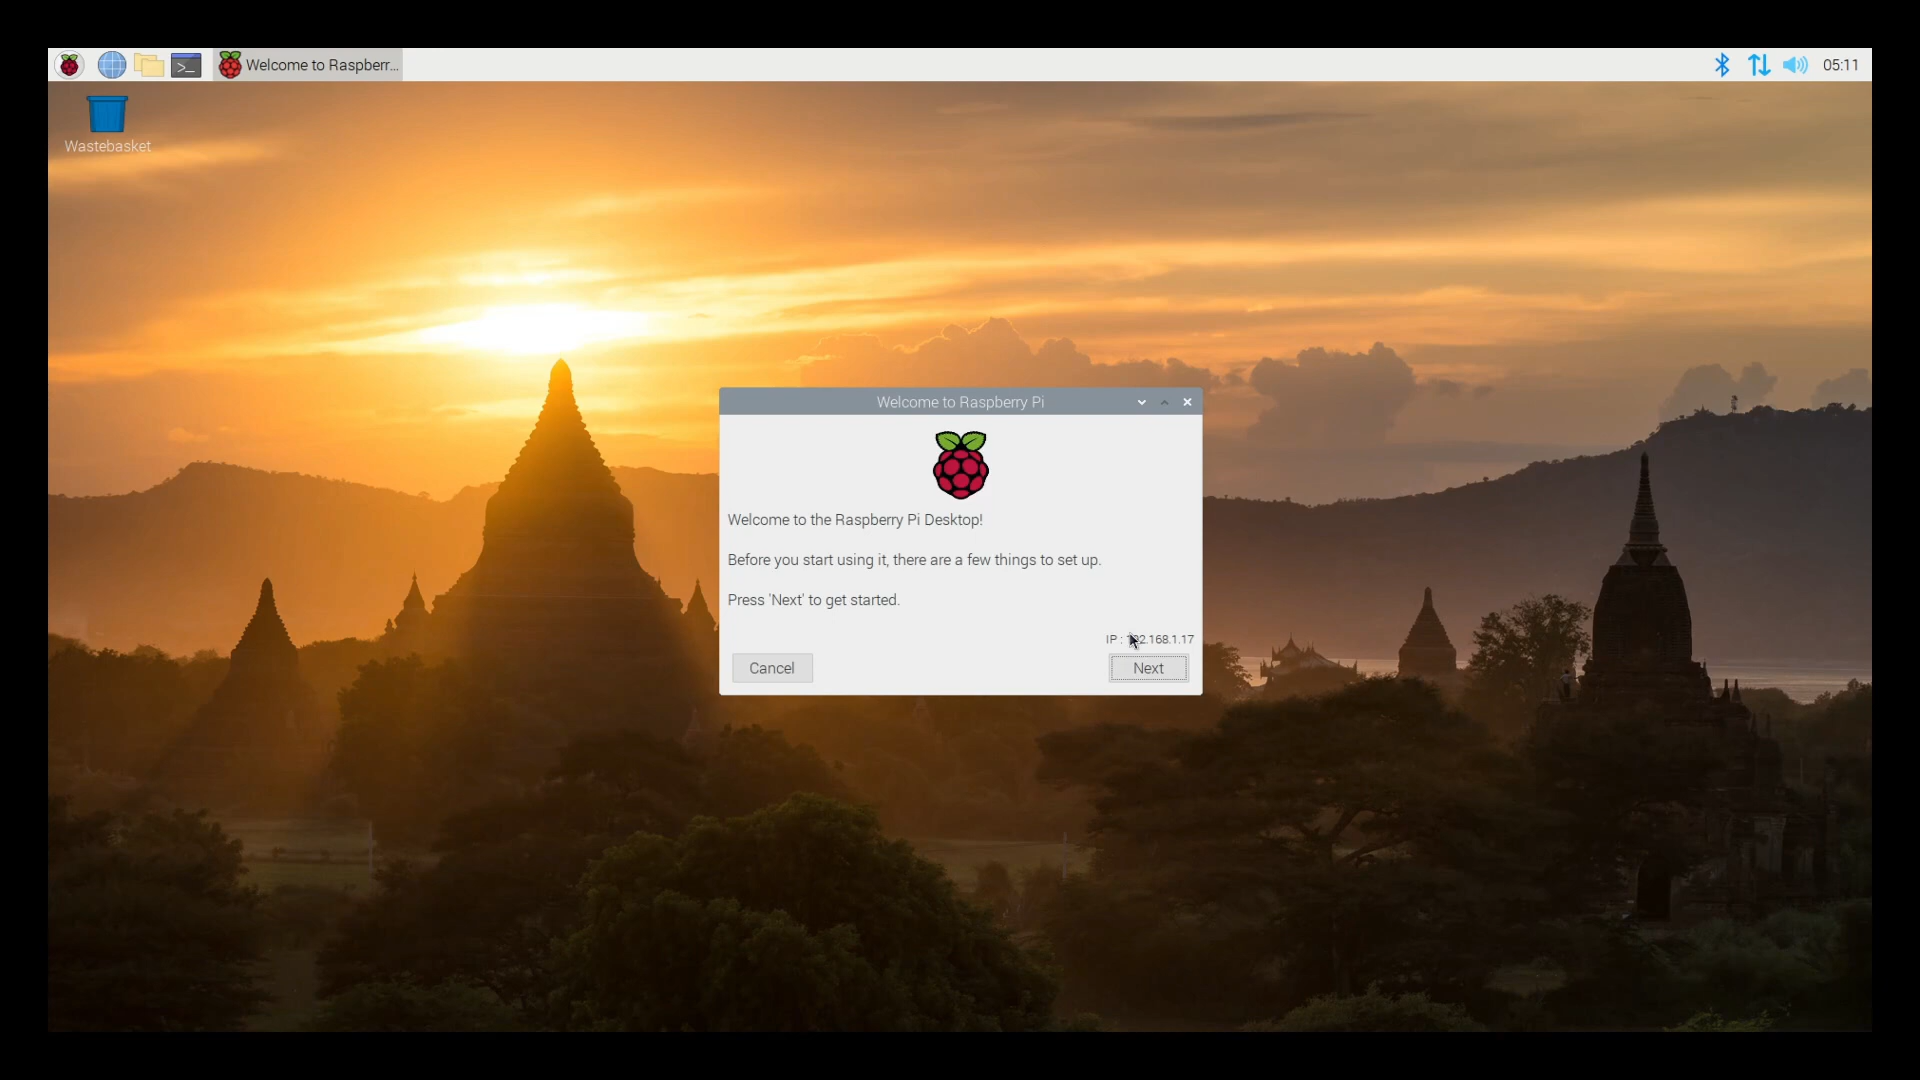 Welcome to Raspberr...
05:11
Wastebasket
Welcome to Raspberry Pi
Welcome to the Raspberry Pi Desktop!
Before you start using it, there are a few things to set up.
Press 'Next' to get started.
IP :
Cancel
Next